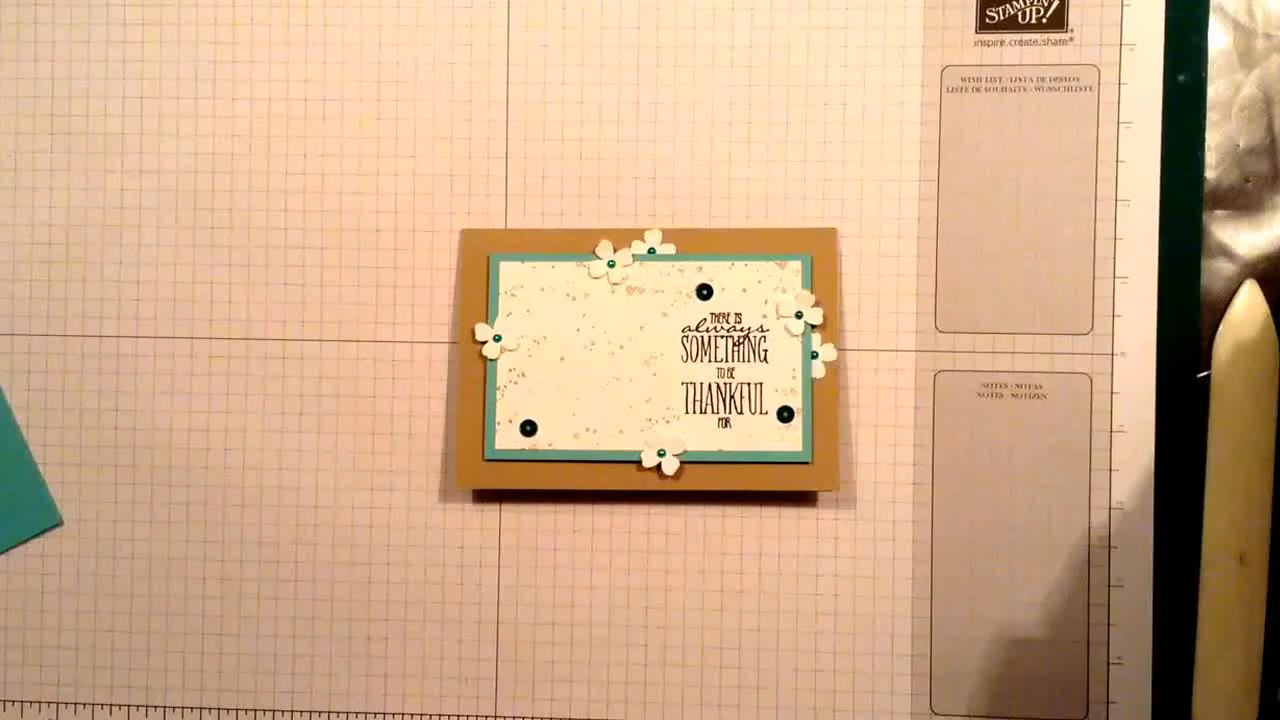 STAMPIN'
UP!
inspire.create.share®
WISH LIST · LISTA DE DESEOS
LISTE DE SOUHAITS · WUNSCHLISTE
THERE IS
always
SOMETHING
TO BE
THANKFUL
FOR
NOTES · NOTAS
NOTES · NOTIZEN